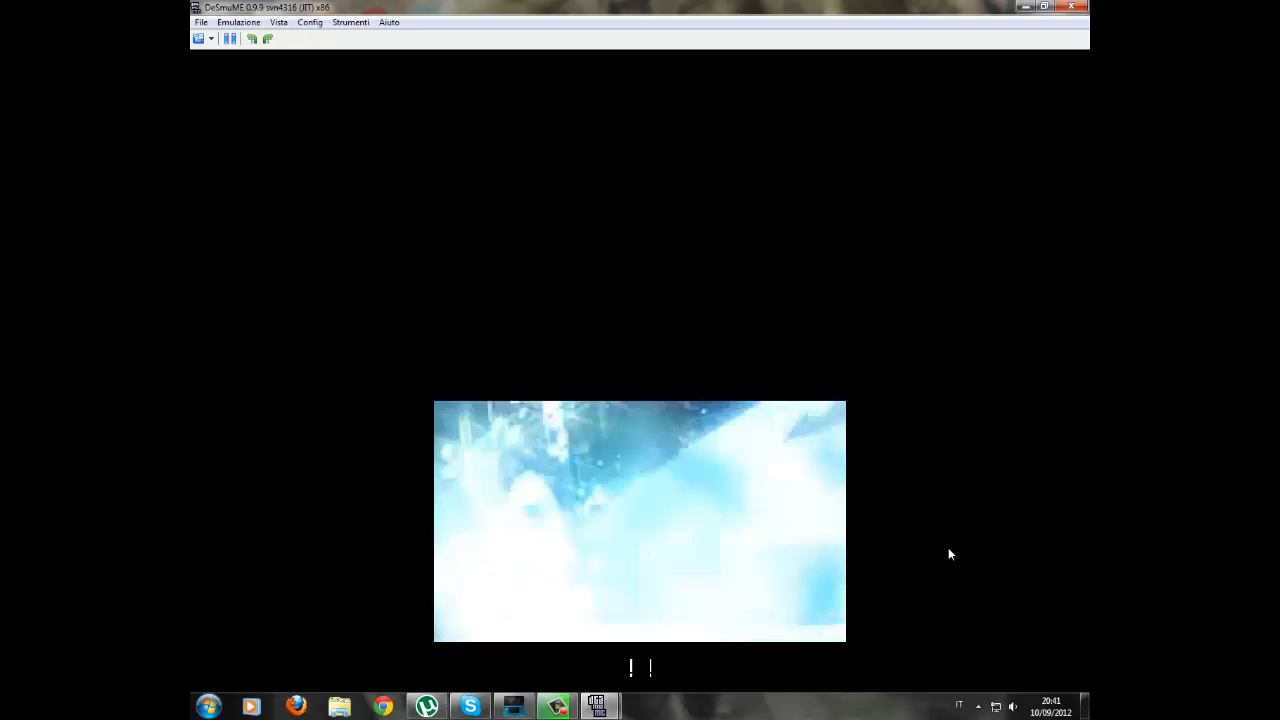 DeSmuME 0.9.9 svn4316 (JIT) x86
File Emulazione Vista Config Strumenti Aiuto
! !
IT 20:41
10/09/2012